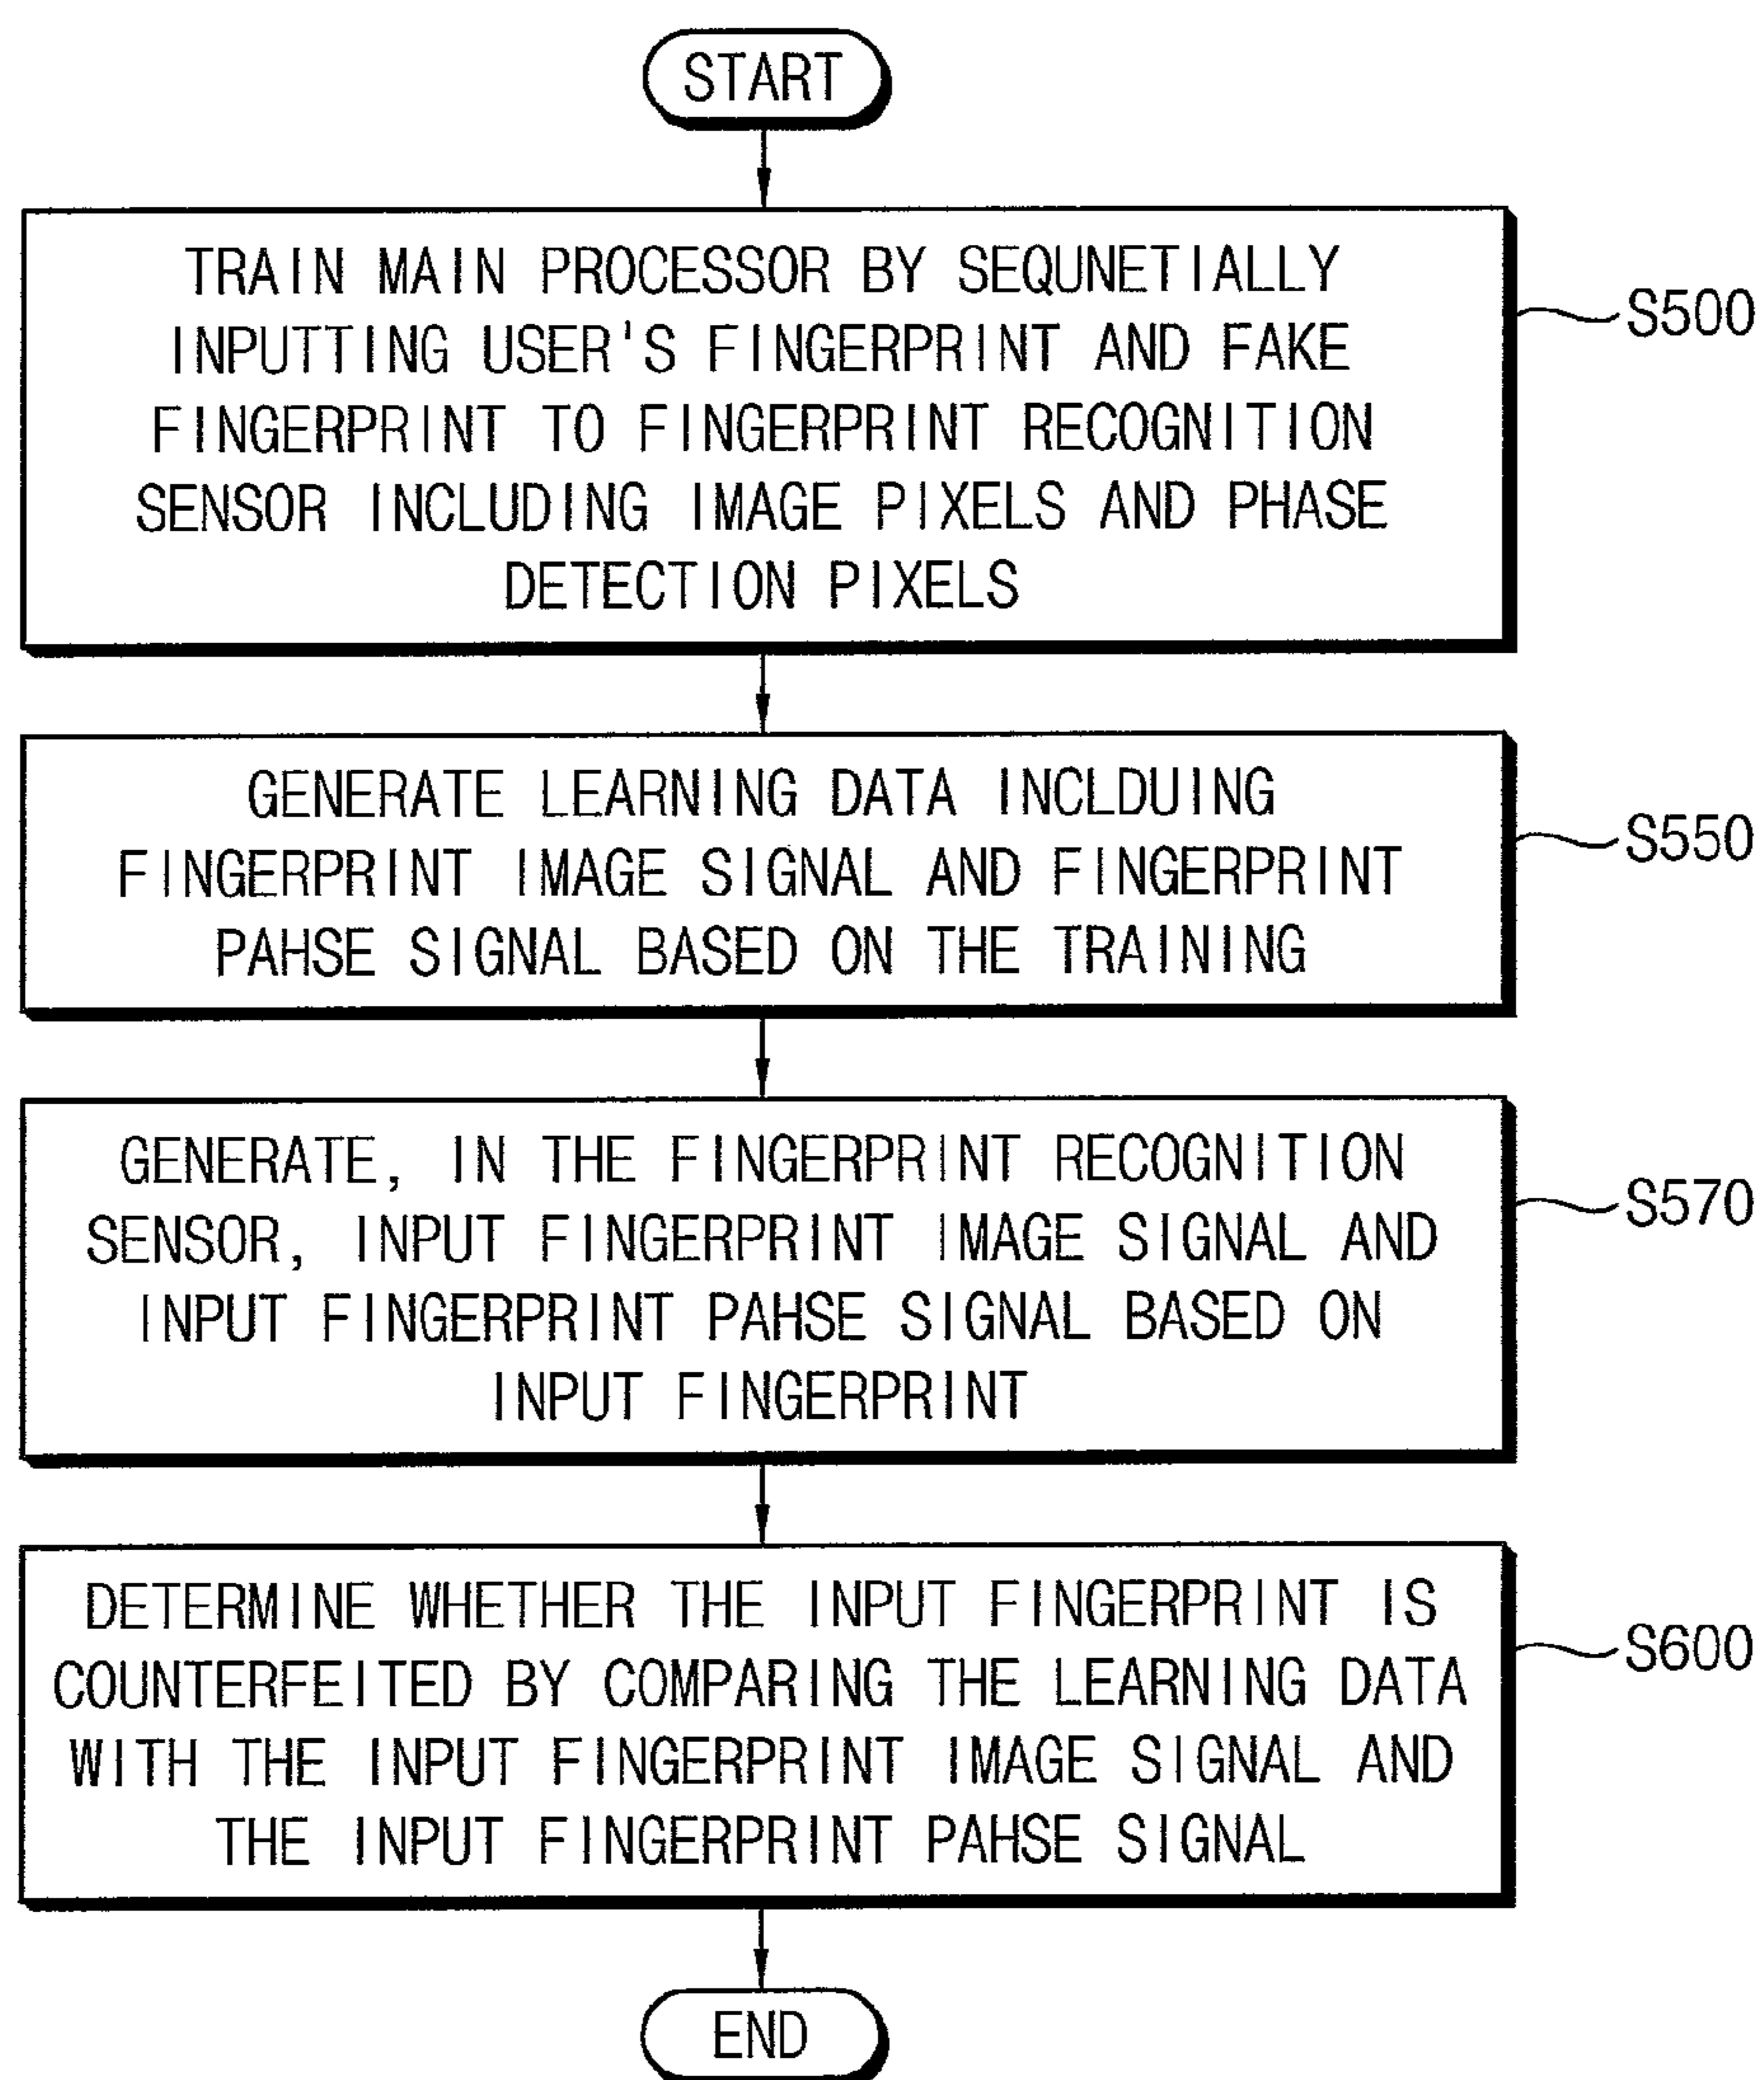 START
TRAIN MAIN PROCESSOR BY SEQUNETIALLY
INPUTTING USER'S FINGERPRINT AND FAKE
FINGERPRINT TO FINGERPRINT RECOGNITION
SENSOR INCLUDING IMAGE PIXELS AND PHASE
DETECTION PIXELS
S500
GENERATE LEARNING DATA INCLDUING
FINGERPRINT IMAGE SIGNAL AND FINGERPRINT
PAHSE SIGNAL BASED ON THE TRAINING
S550
GENERATE, IN THE FINGERPRINT RECOGNITION
SENSOR, INPUT FINGERPRINT IMAGE SIGNAL AND
INPUT FINGERPRINT PAHSE SIGNAL BASED ON
INPUT FINGERPRINT
S570
DETERMINE WHETHER THE INPUT FINGERPRINT IS
COUNTERFEITED BY COMPARING THE LEARNING DATA
WITH THE INPUT FINGERPRINT IMAGE SIGNAL AND
THE INPUT FINGERPRINT PAHSE SIGNAL
S600
END